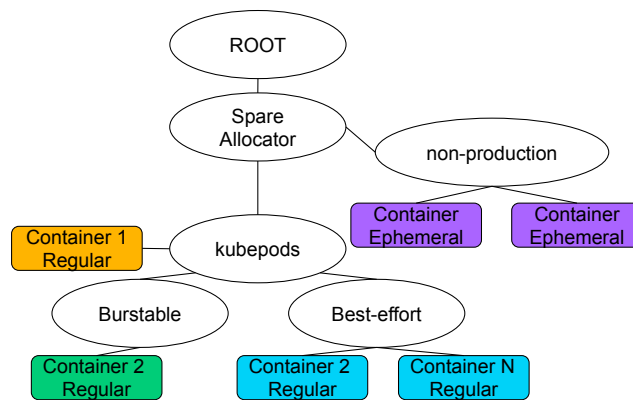 ROOT
Spare
Allocator
non-production
Container
Ephemeral
Container
Ephemeral
Container 1
Regular
kubepods
Burstable
Best-effort
Container 2
Regular
Container 2
Regular
Container N
Regular